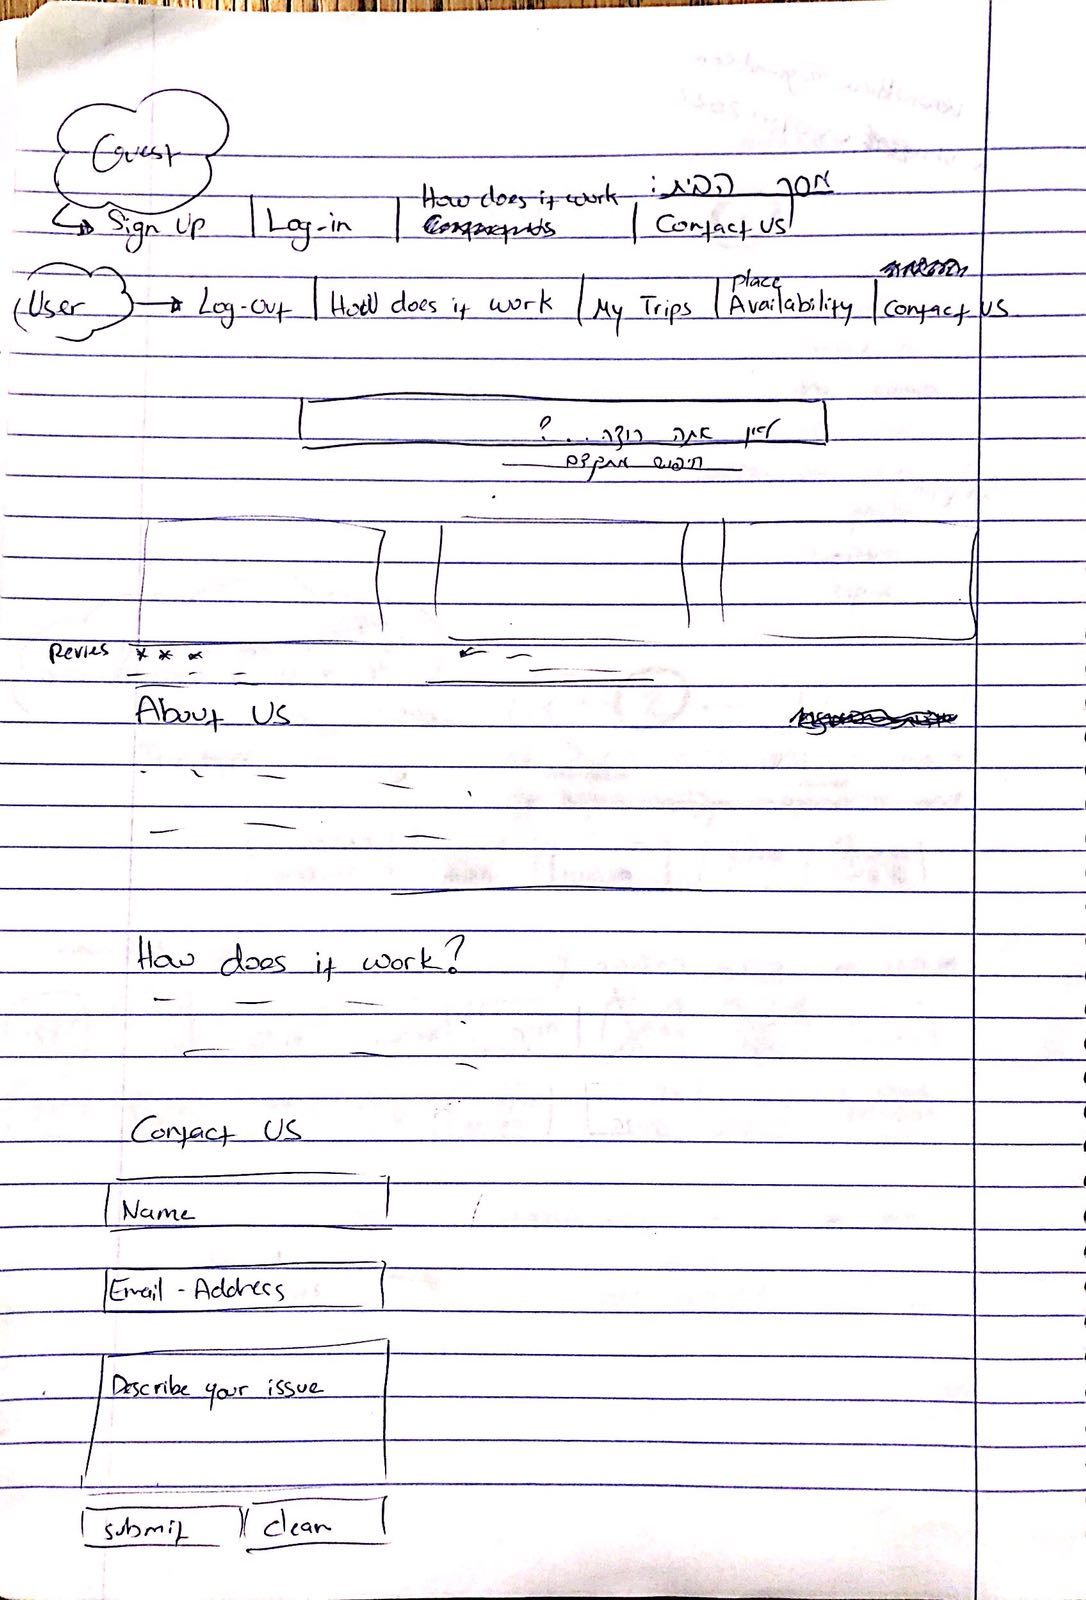 Guest
מסך הבית:
Sign Up | Log-in | How does it work | Contact US
User → Log-Out | How does it work | My Trips | place Availability | Contact US
לאן אתה רוצה...?
חיפוש מתקדם
Revies * * *
About US
How does it work?
Contact US
Name
Email - Address
Describe your issue
submit clean